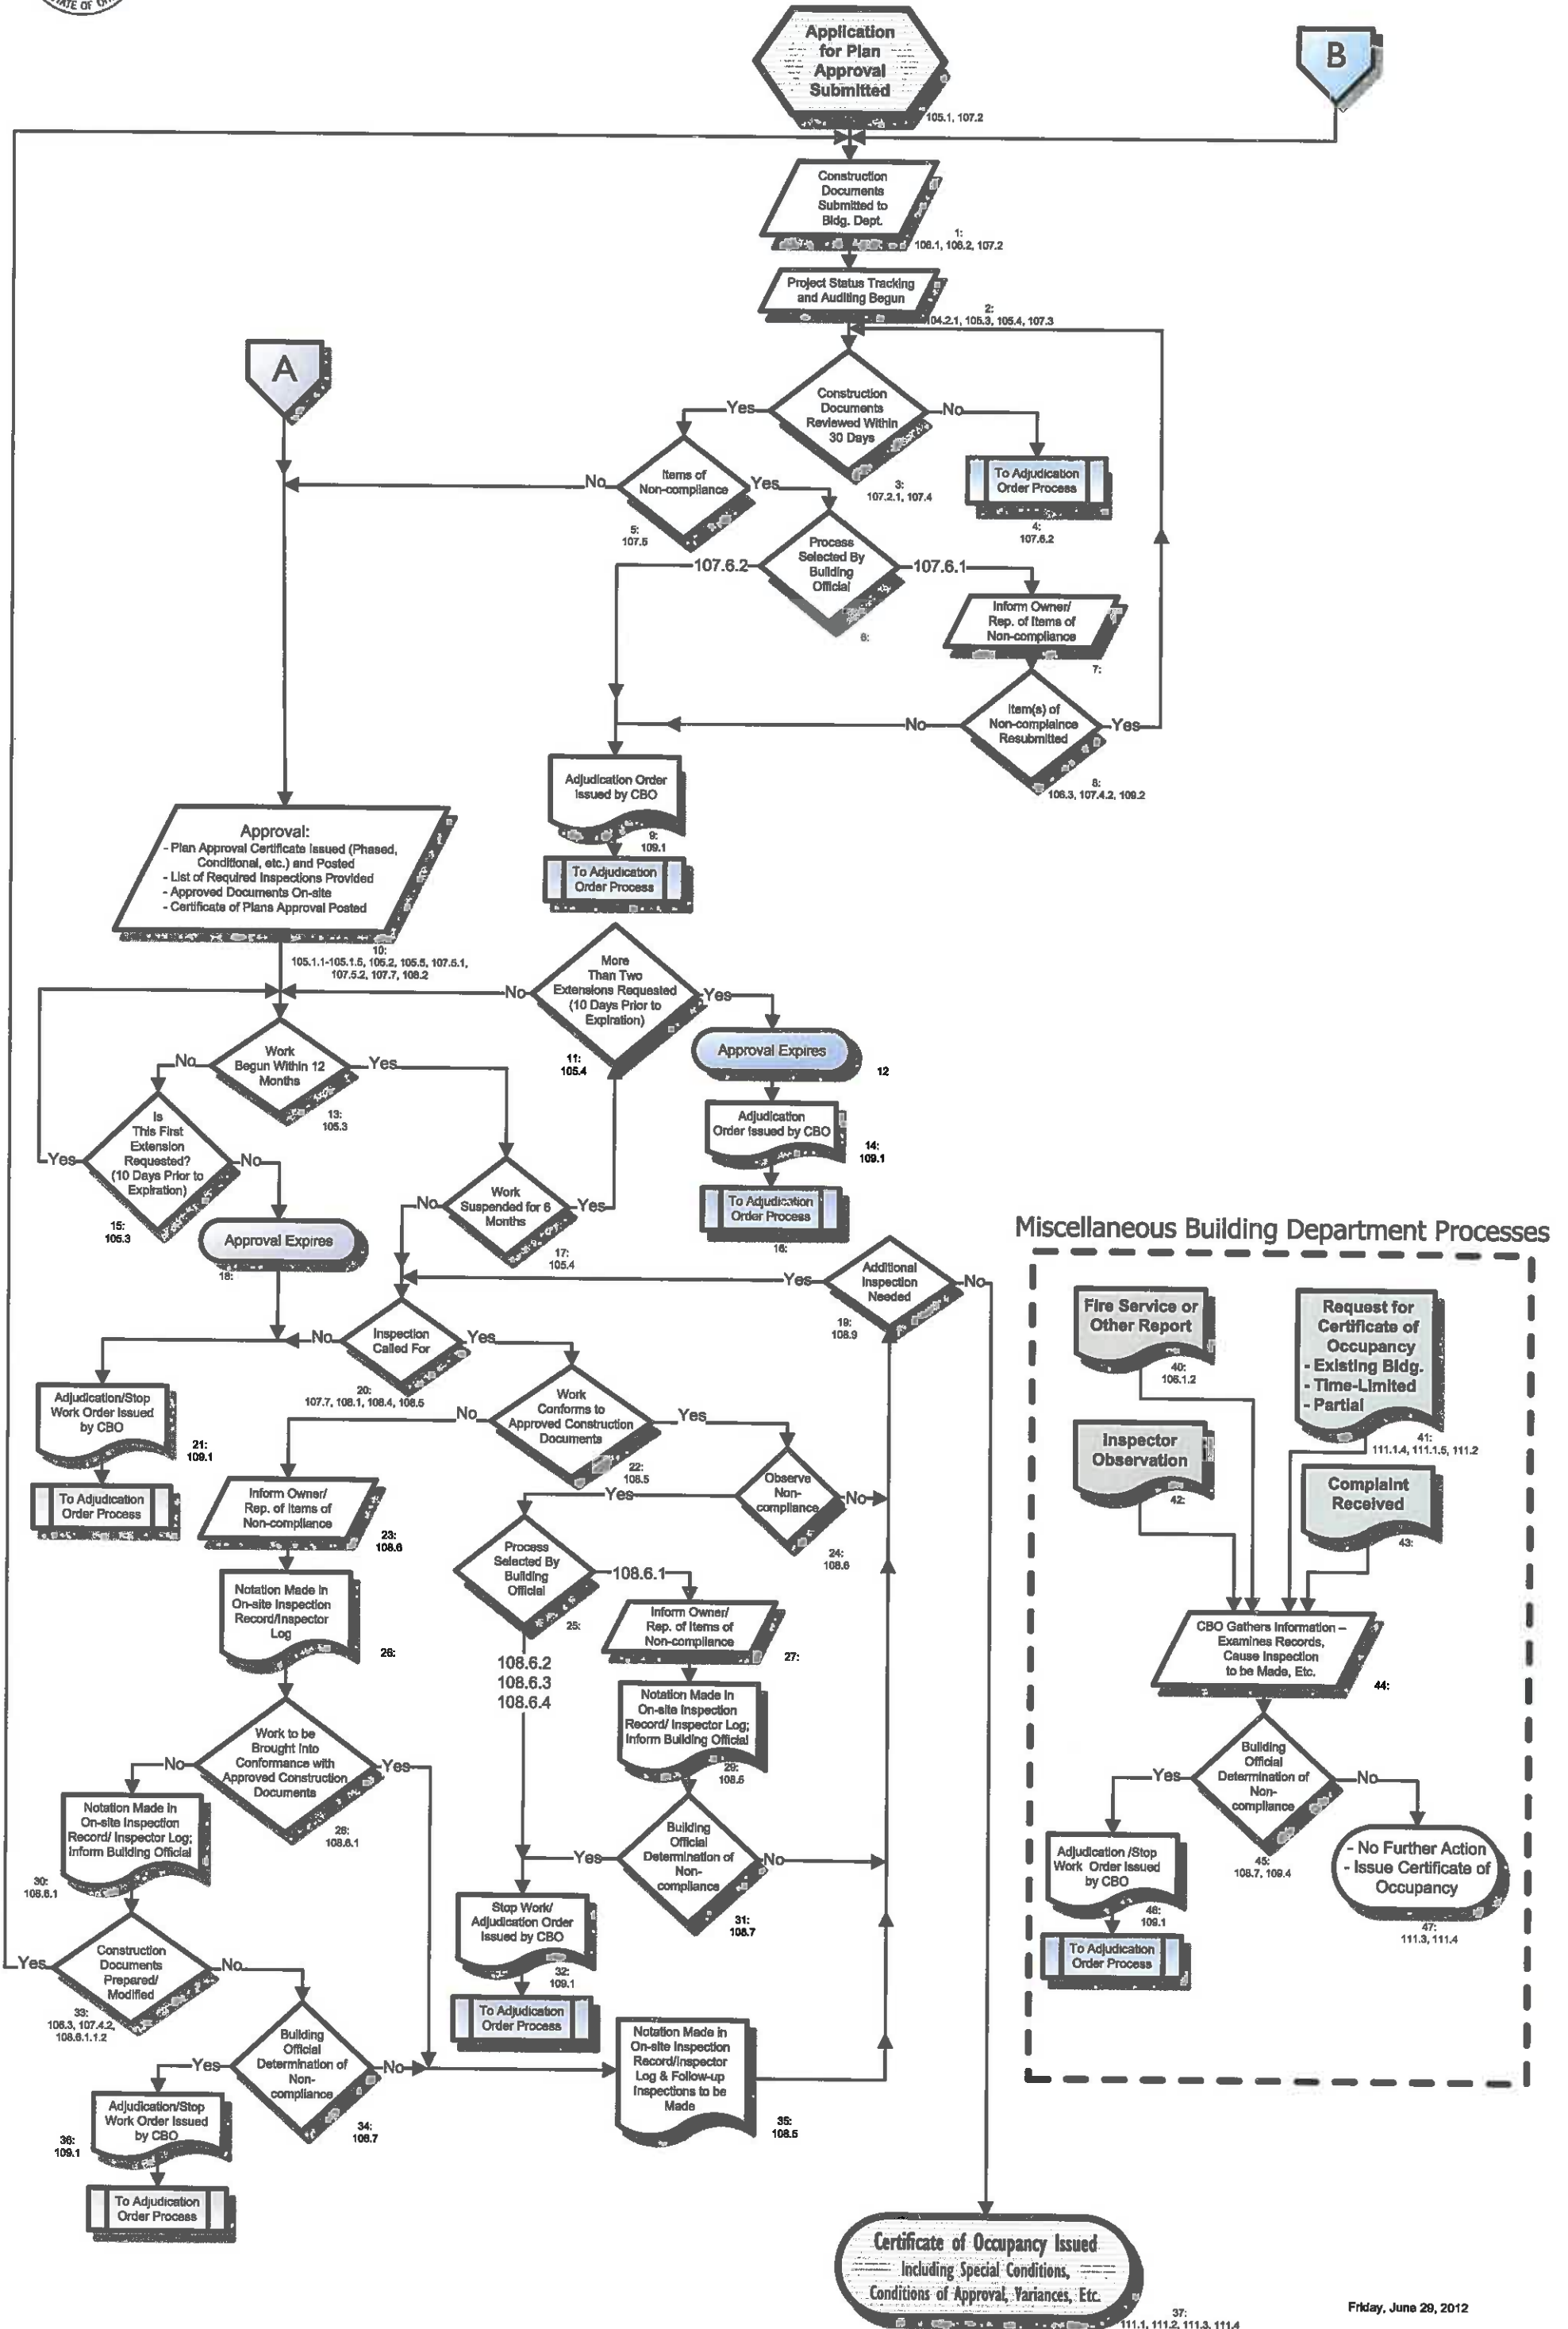 Application
for Plan
Approval
Submitted
105.1, 107.2
B
Construction
Documents
Submitted to
Bldg. Dept.
1:
106.1, 106.2, 107.2
Project Status Tracking
and Auditing Begun
2:
104.2.1, 105.3, 105.4, 107.3
A
Construction
Documents
Reviewed Within
30 Days
Yes
No
3:
107.2.1, 107.4
To Adjudication
Order Process
4:
107.6.2
Items of
Non-compliance
No
Yes
5:
107.5
Process
Selected By
Building
Official
107.6.2
107.6.1
6:
Inform Owner/
Rep. of Items of
Non-compliance
7:
Item(s) of
Non-complaince
Resubmitted
No
Yes
8:
106.3, 107.4.2, 109.2
Adjudication Order
Issued by CBO
9:
109.1
To Adjudication
Order Process
Approval:
- Plan Approval Certificate Issued (Phased,
Conditional, etc.) and Posted
- List of Required Inspections Provided
- Approved Documents On-site
- Certificate of Plans Approval Posted
10:
105.1.1-105.1.5, 105.2, 105.5, 107.5.1,
107.5.2, 107.7, 108.2
More
Than Two
Extensions Requested
(10 Days Prior to
Expiration)
No
Yes
11:
105.4
Approval Expires
12
Adjudication
Order Issued by CBO
14:
109.1
To Adjudication
Order Process
16:
Work
Begun Within 12
Months
No
Yes
13:
105.3
Is
This First
Extension
Requested?
(10 Days Prior to
Expiration)
Yes
No
15:
105.3
Approval Expires
18:
Work
Suspended for 6
Months
No
Yes
17:
105.4
Additional
Inspection
Needed
Yes
No
19:
108.9
Inspection
Called For
No
Yes
20:
107.7, 108.1, 108.4, 108.5
Adjudication/Stop
Work Order Issued
by CBO
21:
109.1
To Adjudication
Order Process
Work
Conforms to
Approved Construction
Documents
No
Yes
22:
108.5
Inform Owner/
Rep. of Items of
Non-compliance
23:
108.6
Observe
Non-
compliance
Yes
No
24:
108.6
Process
Selected By
Building
Official
108.6.1
25:
108.6.2
108.6.3
108.6.4
Notation Made in
On-site Inspection
Record/Inspector
Log
26:
Inform Owner/
Rep. of Items of
Non-compliance
27:
Notation Made in
On-site Inspection
Record/ Inspector Log;
Inform Building Official
29:
108.5
Work to be
Brought into
Conformance with
Approved Construction
Documents
No
Yes
28:
108.6.1
Notation Made in
On-site Inspection
Record/ Inspector Log;
Inform Building Official
30:
108.6.1
Building
Official
Determination of
Non-
compliance
Yes
No
31:
108.7
Stop Work/
Adjudication Order
Issued by CBO
32:
109.1
To Adjudication
Order Process
Construction
Documents
Prepared/
Modified
Yes
No
33:
106.3, 107.4.2,
108.6.1.1.2
Building
Official
Determination of
Non-
compliance
Yes
No
34:
108.7
Notation Made in
On-site Inspection
Record/Inspector
Log & Follow-up
Inspections to be
Made
35:
108.5
Adjudication/Stop
Work Order Issued
by CBO
36:
109.1
To Adjudication
Order Process
Certificate of Occupancy Issued
Including Special Conditions,
Conditions of Approval, Variances, Etc.
37:
111.1, 111.2, 111.3, 111.4
Miscellaneous Building Department Processes
Fire Service or
Other Report
40:
106.1.2
Request for
Certificate of
Occupancy
- Existing Bldg.
- Time-Limited
- Partial
41:
111.1.4, 111.1.5, 111.2
Inspector
Observation
42:
Complaint
Received
43:
CBO Gathers Information –
Examines Records,
Cause Inspection
to be Made, Etc.
44:
Building
Official
Determination of
Non-
compliance
Yes
No
45:
108.7, 109.4
Adjudication /Stop
Work Order Issued
by CBO
46:
109.1
To Adjudication
Order Process
- No Further Action
- Issue Certificate of
Occupancy
47:
111.3, 111.4
Friday, June 29, 2012